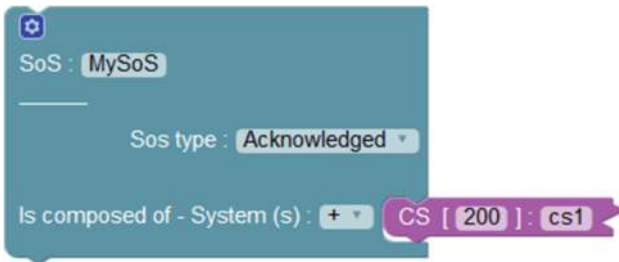 SoS : MySoS
Sos type : Acknowledged
Is composed of - System (s) : + CS [ 200 ] : cs1